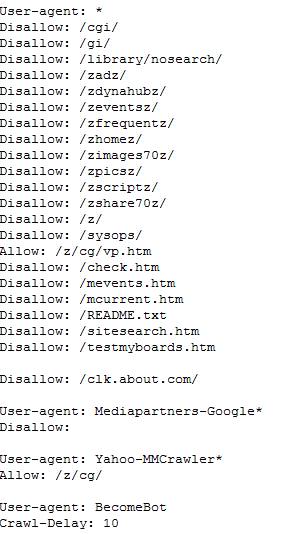 User-agent: *
Disallow: /cgi/
Disallow: /gi/
Disallow: /library/nosearch/
Disallow: /zadz/
Disallow: /zdynahubz/
Disallow: /zeventsz/
Disallow: /zfrequentz/
Disallow: /zhomez/
Disallow: /zimages70z/
Disallow: /zpicsz/
Disallow: /zscriptz/
Disallow: /zshare70z/
Disallow: /z/
Disallow: /sysops/
Allow: /z/cg/vp.htm
Disallow: /check.htm
Disallow: /mevents.htm
Disallow: /mcurrent.htm
Disallow: /README.txt
Disallow: /sitesearch.htm
Disallow: /testmyboards.htm
Disallow: /clk.about.com/
User-agent: Mediapartners-Google*
Disallow:
User-agent: Yahoo-MMCrawler*
Allow: /z/cg/
User-agent: BecomeBot
Crawl-Delay: 10